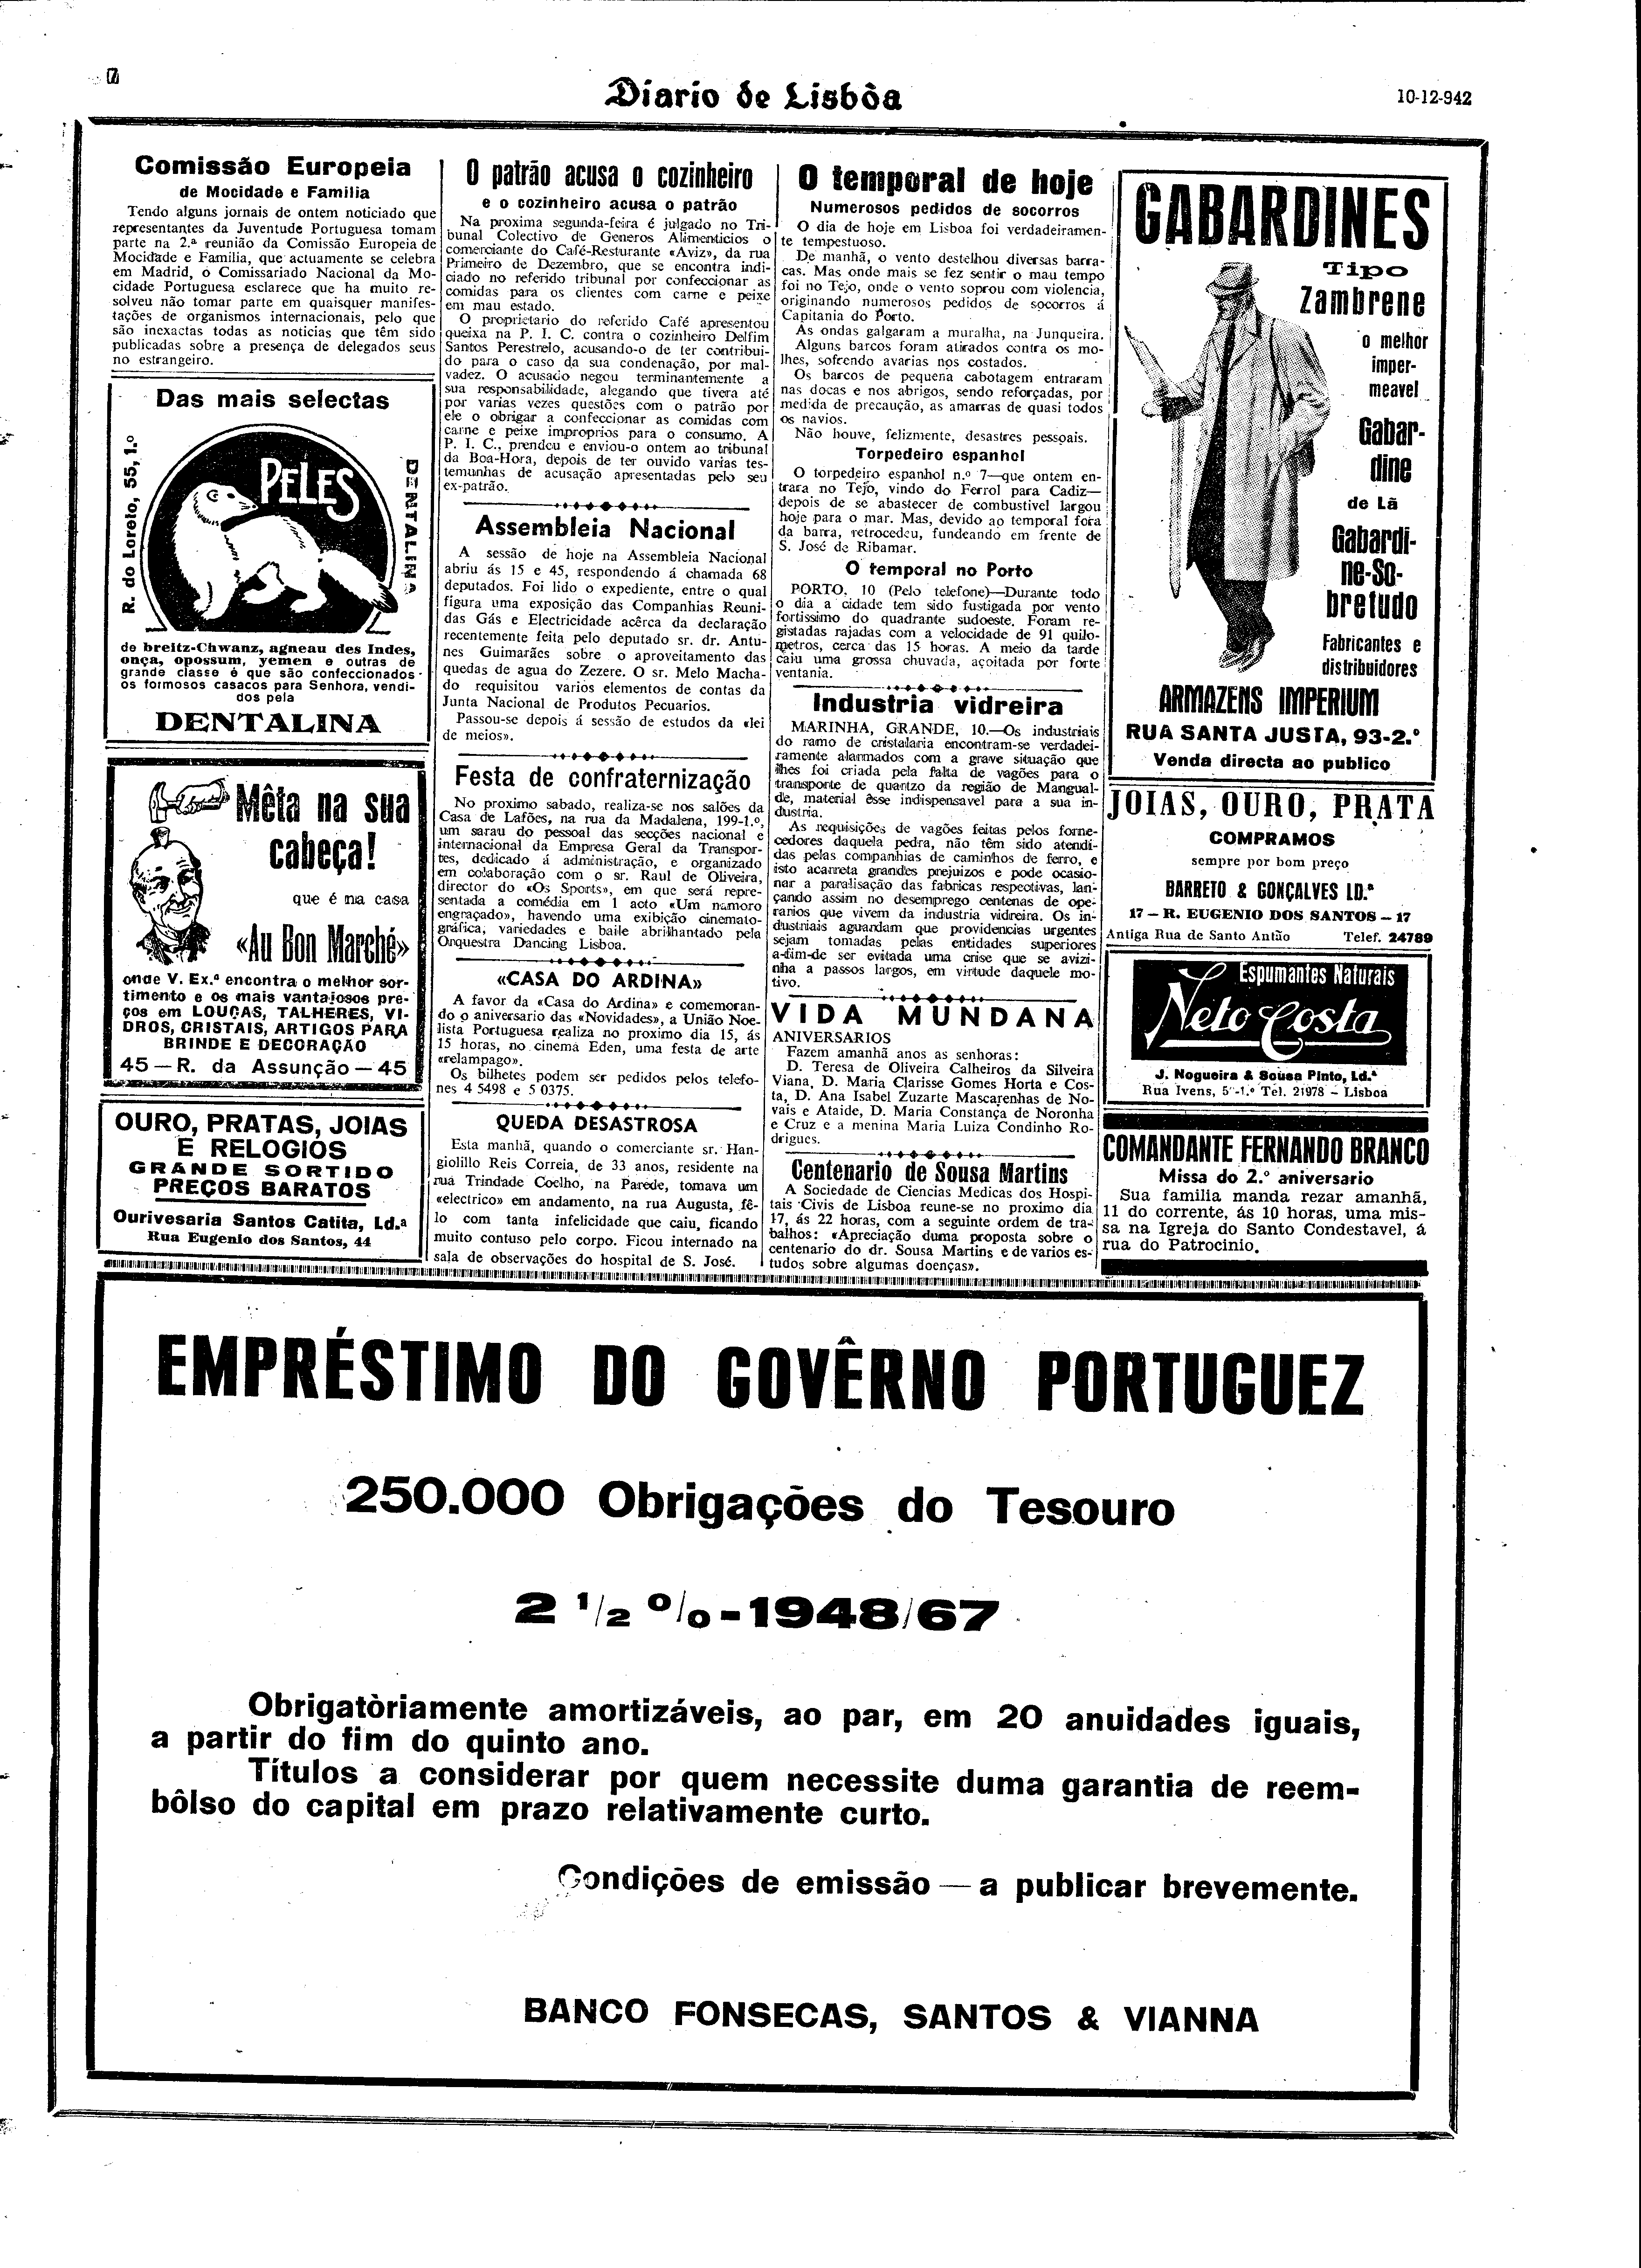 7
Diario de Lisbôa
10-12-942
Comissão Europeia
de Mocidade e Familia
Tendo alguns jornais de ontem noticiado que
representantes da Juventude Portuguesa tomam
parte na 2.ª reunião da Comissão Europeia de
Mocidade e Familia, que actuamente se celebra
em Madrid, o Comissariado Nacional da Mo-
cidade Portuguesa esclarece que ha muito re-
solveu não tomar parte em quaisquer manifes-
tações de organismos internacionais, pelo que
são inexactas todas as noticias que têm sido
publicadas sobre a presença de delegados seus
no estrangeiro.
Das mais selectas
R. do Loreto, 55, 1.º
PELES
DENTALINA
de breitz-Chwanz, agneau des Indes,
onça, opossum, yemen e outras de
grande classe é que são confeccionados
os formosos casacos para Senhora, vendi-
dos pela
DENTALINA
Mêta na sua
cabeça!
que é na casa
«Au Bon Marché»
onde V. Ex.ª encontra o melhor sor-
timento e os mais vantajosos pre-
ços em LOUÇAS, TALHERES, VI-
DROS, CRISTAIS, ARTIGOS PARA
BRINDE E DECORAÇÃO
45 — R. da Assunção — 45
OURO, PRATAS, JOIAS
E RELOGIOS
GRANDE SORTIDO
PREÇOS BARATOS
Ourivesaria Santos Catita, Ld.ª
Rua Eugenio dos Santos, 44
O patrão acusa o cozinheiro
e o cozinheiro acusa o patrão
Na proxima segunda-feira é julgado no Tri-
bunal Colectivo de Generos Alimenticios o
comerciante do Café-Resturante «Aviz», da rua
Primeiro de Dezembro, que se encontra indi-
ciado no referido tribunal por confeccionar as
comidas para os clientes com carne e peixe
em mau estado.
O proprietario do referido Café apresentou
queixa na P. I. C. contra o cozinheiro Delfim
Santos Perestrelo, acusando-o de ter contribui-
do para o caso da sua condenação, por mal-
vadez. O acusado negou terminantemente a
sua responsabilidade, alegando que tivera até
por varias vezes questões com o patrão por
ele o obrigar a confeccionar as comidas com
carne e peixe improprios para o consumo. A
P. I. C., prendeu e enviou-o ontem ao tribunal
da Boa-Hora, depois de ter ouvido varias tes-
temunhas de acusação apresentadas pelo seu
ex-patrão.
Assembleia Nacional
A sessão de hoje na Assembleia Nacional
abriu ás 15 e 45, respondendo á chamada 68
deputados. Foi lido o expediente, entre o qual
figura uma exposição das Companhias Reuni-
das Gás e Electricidade acêrca da declaração
recentemente feita pelo deputado sr. dr. Antu-
nes Guimarães sobre o aproveitamento das
quedas de agua do Zezere. O sr. Melo Macha-
do requisitou varios elementos de contas da
Junta Nacional de Produtos Pecuarios.
Passou-se depois á sessão de estudos da «lei
de meios».
Festa de confraternização
No proximo sabado, realiza-se nos salões da
Casa de Lafões, na rua da Madalena, 199-1.º,
um sarau do pessoal das secções nacional e
internacional da Empresa Geral da Transpor-
tes, dedicado á administração, e organizado
em colaboração com o sr. Raul de Oliveira,
director do «Os Sports», em que será repre-
sentada a comédia em 1 acto «Um namoro
engraçado», havendo uma exibição cinemato-
gráfica, variedades e baile abrilhantado pela
Orquestra Dancing Lisboa.
«CASA DO ARDINA»
A favor da «Casa do Ardina» e comemoran-
do o aniversario das «Novidades», a União Noe-
lista Portuguesa realiza no proximo dia 15, ás
15 horas, no cinema Eden, uma festa de arte
«relampago».
Os bilhetes podem ser pedidos pelos telefo-
nes 4 5498 e 5 0375.
QUEDA DESASTROSA
Esta manhã, quando o comerciante sr. Han-
giolillo Reis Correia, de 33 anos, residente na
rua Trindade Coelho, na Parede, tomava um
«electrico» em andamento, na rua Augusta, fê-
lo com tanta infelicidade que caiu, ficando
muito contuso pelo corpo. Ficou internado na
sala de observações do hospital de S. José.
O temporal de hoje
Numerosos pedidos de socorros
O dia de hoje em Lisboa foi verdadeiramen-
te tempestuoso.
De manhã, o vento destelhou diversas barra-
cas. Mas onde mais se fez sentir o mau tempo
foi no Tejo, onde o vento soprou com violencia,
originando numerosos pedidos de socorros á
Capitania do Porto.
As ondas galgaram a muralha, na Junqueira.
Alguns barcos foram atirados contra os mo-
lhes, sofrendo avarias nos costados.
Os barcos de pequena cabotagem entraram
nas docas e nos abrigos, sendo reforçadas, por
medida de precaução, as amarras de quasi todos
os navios.
Não houve, felizmente, desastres pessoais.
Torpedeiro espanhol
O torpedeiro espanhol n.º 7—que ontem en-
trara no Tejo, vindo do Ferrol para Cadiz—
depois de se abastecer de combustivel largou
hoje para o mar. Mas, devido ao temporal fora
da barra, retrocedeu, fundeando em frente de
S. José de Ribamar.
O temporal no Porto
PORTO, 10 (Pelo telefone)—Durante todo
o dia a cidade tem sido fustigada por vento
fortissimo do quadrante sudoeste. Foram re-
gistadas rajadas com a velocidade de 91 quilo-
metros, cerca das 15 horas. A meio da tarde
caiu uma grossa chuvada, açoitada por forte
ventania.
Industria vidreira
MARINHA, GRANDE, 10.—Os industriais
do ramo de cristalaria encontram-se verdadei-
ramente alarmados com a grave situação que
lhes foi criada pela falta de vagões para o
transporte de quartzo da região de Mangual-
de, material êsse indispensavel para a sua in-
dustria.
As requisições de vagões feitas pelos forne-
cedores daquela pedra, não têm sido atendi-
das pelas companhias de caminhos de ferro, e
isto acarreta grandes prejuizos e pode ocasio-
nar a paralisação das fabricas respectivas, lan-
çando assim no desemprego centenas de ope-
rarios que vivem da industria vidreira. Os in-
dustriais aguardam que providencias urgentes
sejam tomadas pelas entidades superiores
a-fim-de ser evitada uma crise que se avizi-
nha a passos largos, em virtude daquele mo-
tivo.
VIDA MUNDANA
ANIVERSARIOS
Fazem amanhã anos as senhoras:
D. Teresa de Oliveira Calheiros da Silveira
Viana, D. Maria Clarisse Gomes Horta e Cos-
ta, D. Ana Isabel Zuzarte Mascarenhas de No-
vais e Ataide, D. Maria Constança de Noronha
e Cruz e a menina Maria Luiza Condinho Ro-
drigues.
Centenario de Sousa Martins
A Sociedade de Ciencias Medicas dos Hospi-
tais Civis de Lisboa reune-se no proximo dia
17, ás 22 horas, com a seguinte ordem de tra-
balhos: «Apreciação duma proposta sobre o
centenario do dr. Sousa Martins e de varios es-
tudos sobre algumas doenças».
GABARDINES
Tipo
Zambrene
o melhor
imper-
meavel
Gabar-
dine
de Lã
Gabardi-
ne-So-
bretudo
Fabricantes e
distribuidores
ARMAZENS IMPERIUM
RUA SANTA JUSTA, 93-2.º
Venda directa ao publico
JOIAS, OURO, PRATA
COMPRAMOS
sempre por bom preço
BARRETO & GONÇALVES LD.ª
17 — R. EUGENIO DOS SANTOS — 17
Antiga Rua de Santo Antão Telef. 24789
Espumantes Naturais
Neto Costa
J. Nogueira & Sousa Pinto, Ld.ª
Rua Ivens, 5 -1.º Tel. 21978 — Lisboa
COMANDANTE FERNANDO BRANCO
Missa do 2.º aniversario
Sua familia manda rezar amanhã,
11 do corrente, ás 10 horas, uma mis-
sa na Igreja do Santo Condestavel, á
rua do Patrocinio.
EMPRÉSTIMO DO GOVÊRNO PORTUGUEZ
250.000 Obrigações do Tesouro
2 1/2 %-1948/67
Obrigatòriamente amortizáveis, ao par, em 20 anuidades iguais,
a partir do fim do quinto ano.
Títulos a considerar por quem necessite duma garantia de reem-
bôlso do capital em prazo relativamente curto.
Condições de emissão — a publicar brevemente.
BANCO FONSECAS, SANTOS & VIANNA